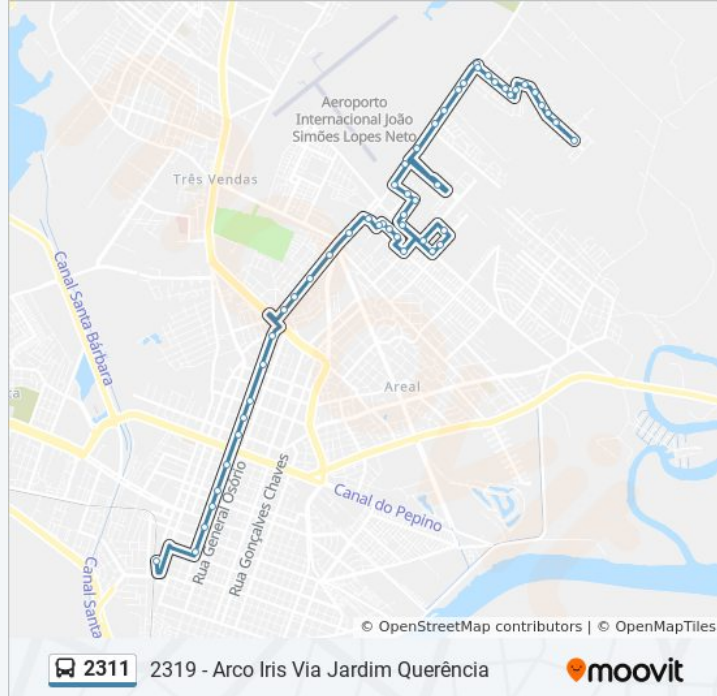 Aeroporto
Internacional João
Simões Lopes Neto
Três Vendas
Canal Santa Bárbara
Areal
Rua General Osório
Rua Gonçalves Chaves
Canal do Pepino
Canal Santa
© OpenStreetMap contributors | © OpenMapTiles
2311 2319 - Arco Iris Via Jardim Querência
moovit